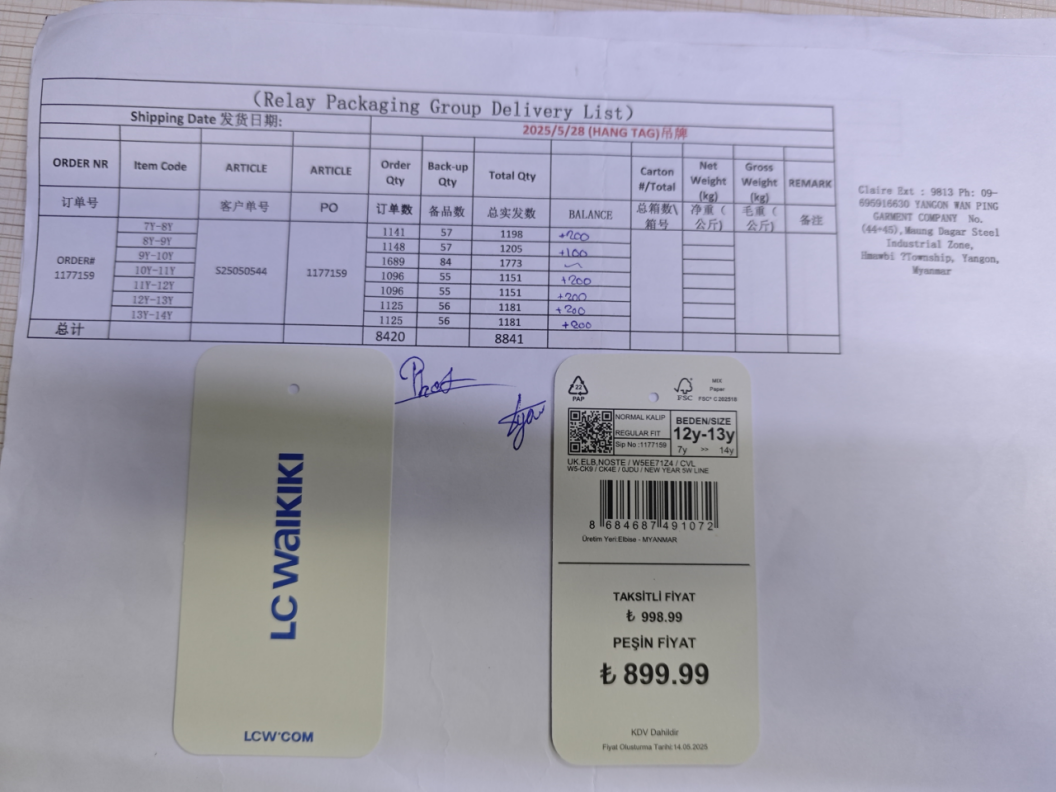 (Relay Packaging Group Delivery List)
Shipping Date 发货日期:
2025/5/28 (HANG TAG)吊牌
ORDER NR Item Code ARTICLE ARTICLE Order Qty Back-up Qty Total Qty Carton #/Total Net Weight (kg) Gross Weight (kg) REMARK
订单号 客户单号 PO 订单数 备品数 总实发数 BALANCE 总箱数\箱号 净重(公斤) 毛重(公斤) 备注
ORDER# 1177159 S25050544 1177159
7Y-8Y 1141 57 1198 +200
8Y-9Y 1148 57 1205 +100
9Y-10Y 1689 84 1773
10Y-11Y 1096 55 1151 +200
11Y-12Y 1096 55 1151 +200
12Y-13Y 1125 56 1181 +200
13Y-14Y 1125 56 1181 +200
总计 8420 8841
Claire Ext : 9813 Ph: 09-
696916630 YANGON WAN PING
GARMENT COMPANY No.
(44-45), Maung Dagar Steel
Industrial Zone,
Hmawbi ?Township, Yangon,
Myanmar
LC WAIKIKI
LCW'COM
22
PAP
FSC
MIX
Paper
NORMAL KALIP
REGULAR FIT
Sip No :1177159
BEDEN/SIZE
12y-13y
7y >> 14y
UK.ELB.NOSTE / W5EE71Z4 / CVL
W5-CK9 / CK4E / 0JDU / NEW YEAR SW LINE
8 684687 491072
Üretim Yeri:Elbise - MYANMAR
TAKSİTLİ FİYAT
₺ 998.99
PEŞİN FİYAT
₺ 899.99
KDV Dahildir
Fiyat Olusturma Tarihi:14.05.2025